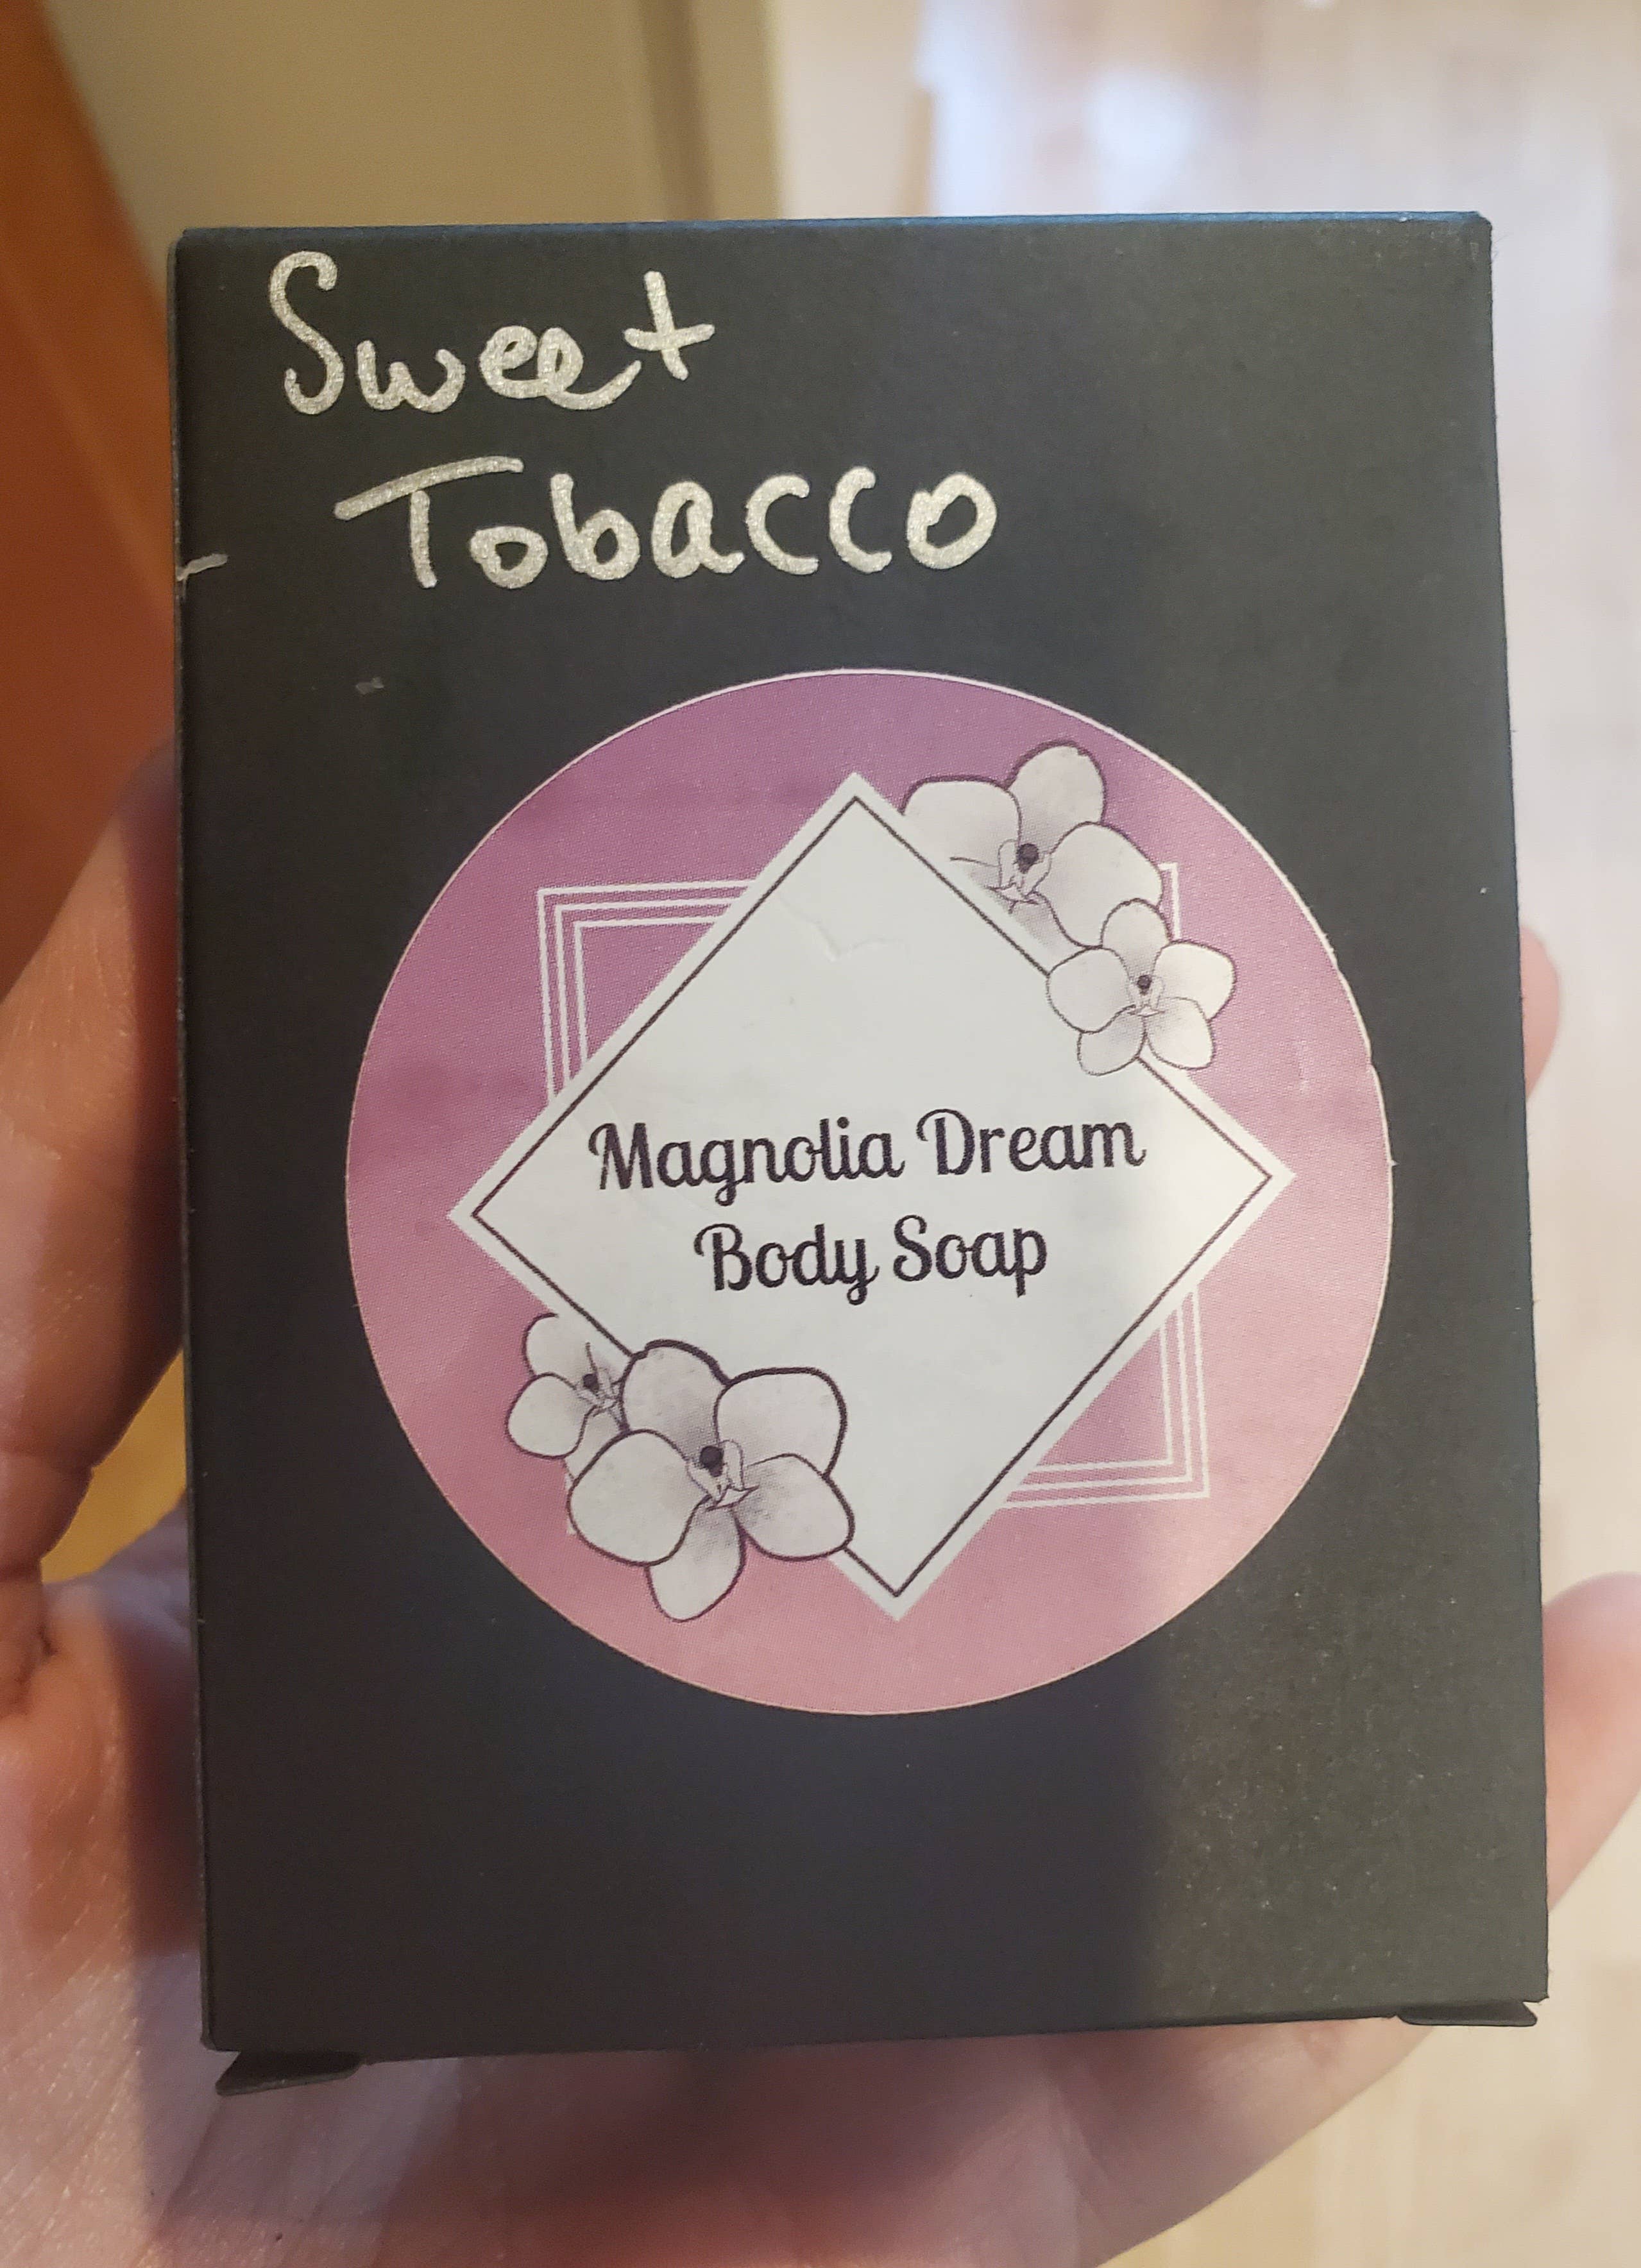 Sweet
Tobacco
Magnolia Dream
Body Soap